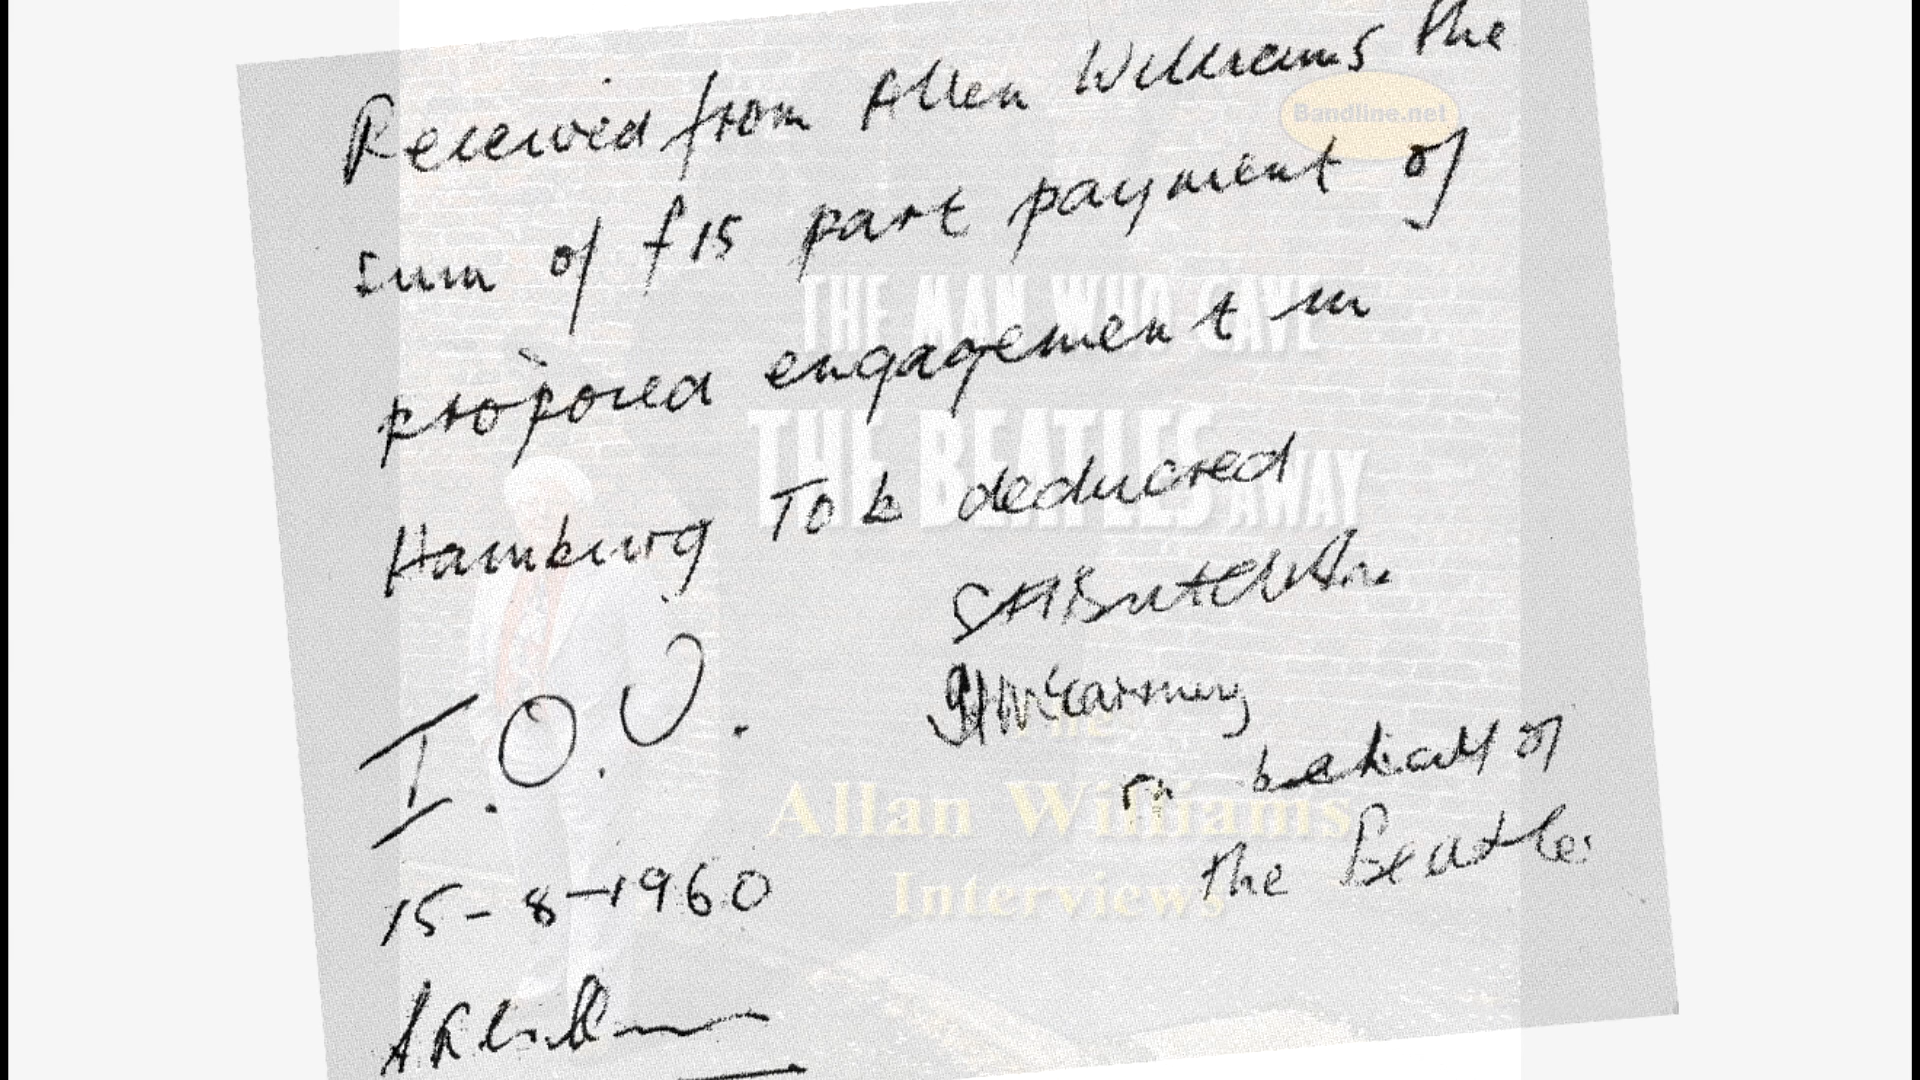 Received from Allen Williams the
sum of £15 part payment of
proposed engagement in
Hamburg To be deducted
I.O.U.
15-8-1960
McCartney
on behalf of
the Beatles
Bandline.net
THE MAN WHO GAVE
THE BEATLES AWAY
The
Allan Williams
Interviews